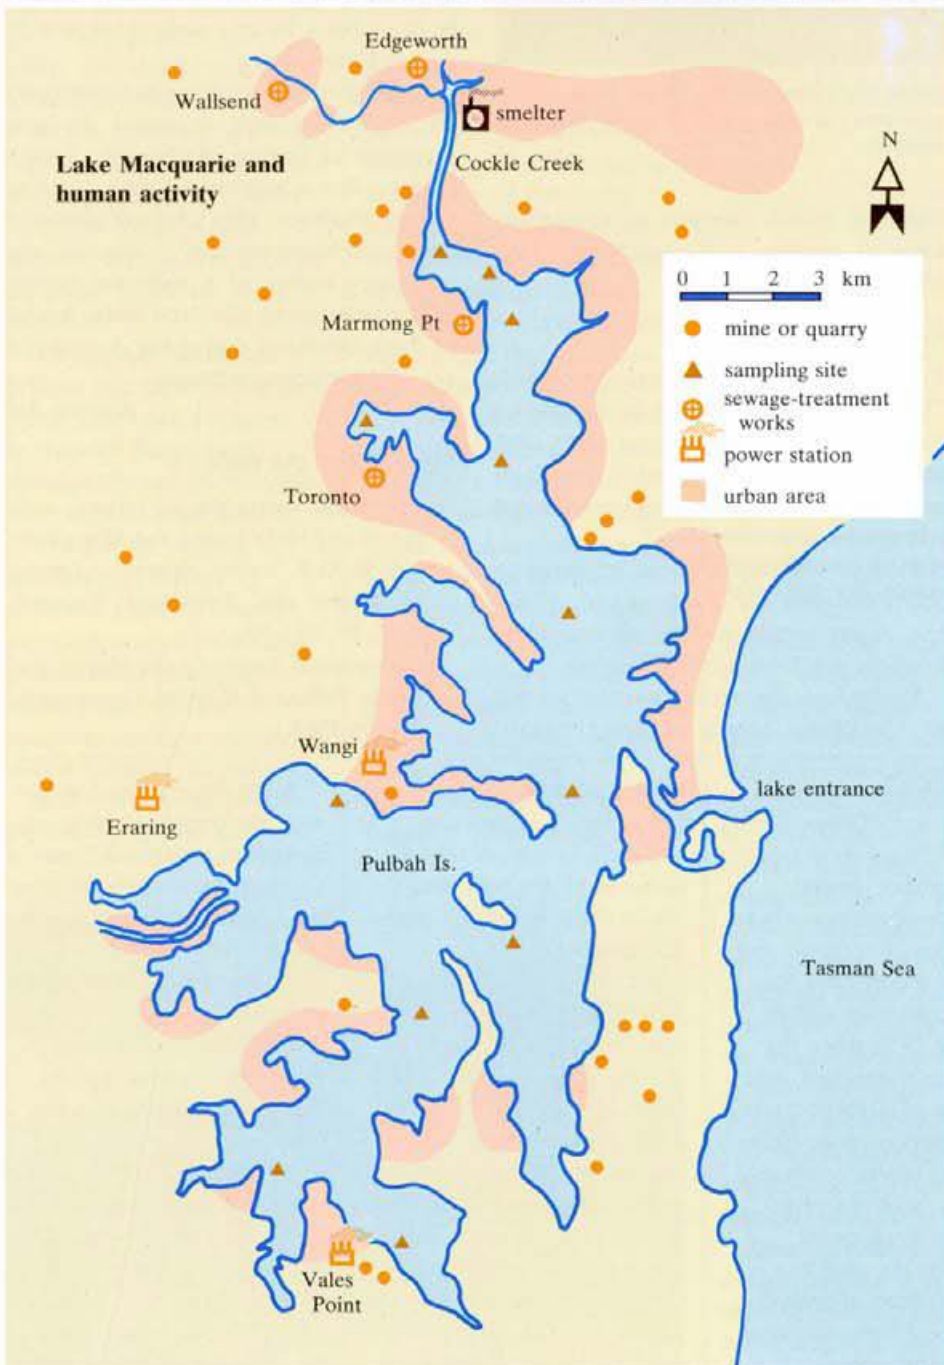 Edgeworth
Wallsend
smelter
Lake Macquarie and
human activity
Cockle Creek
N
0 1 2 3 km
mine or quarry
sampling site
sewage-treatment
works
power station
urban area
Marmong Pt
Toronto
Wangi
Eraring
lake entrance
Pulbah Is.
Tasman Sea
Vales
Point